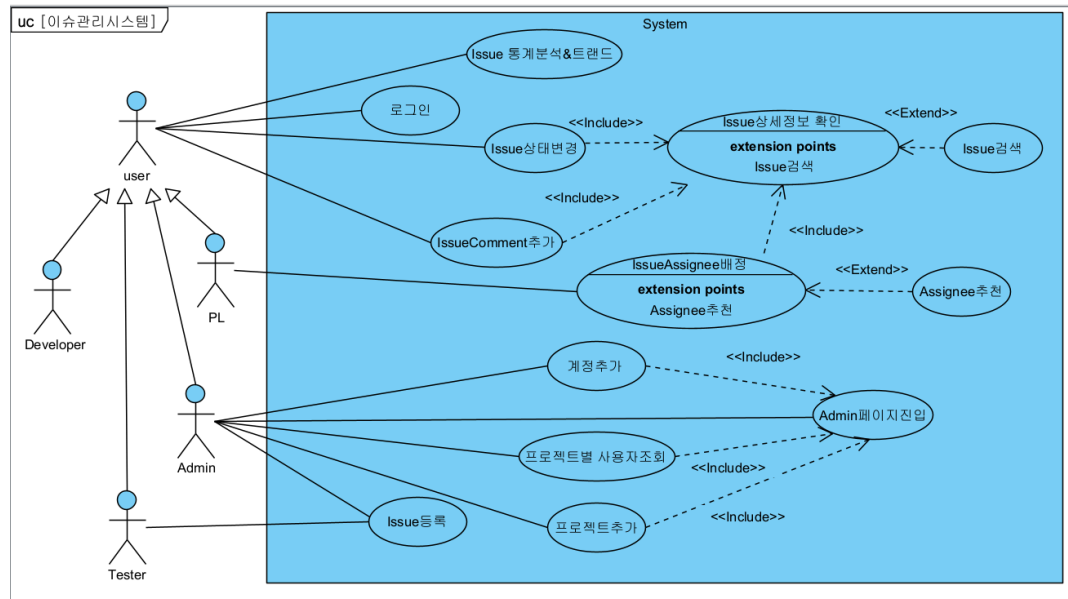 uc [이슈관리시스템]
System
Issue 통계분석&트랜드
로그인
Issue상태변경
<<Include>>
Issue상세정보 확인
extension points
Issue검색
<<Extend>>
Issue검색
user
<<Include>>
IssueComment추가
<<Include>>
IssueAssignee배정
extension points
Assignee추천
<<Extend>>
Assignee추천
PL
Developer
계정추가
<<Include>>
Admin페이지진입
Admin
프로젝트별 사용자조회
<<Include>>
Issue등록
프로젝트추가
<<Include>>
Tester